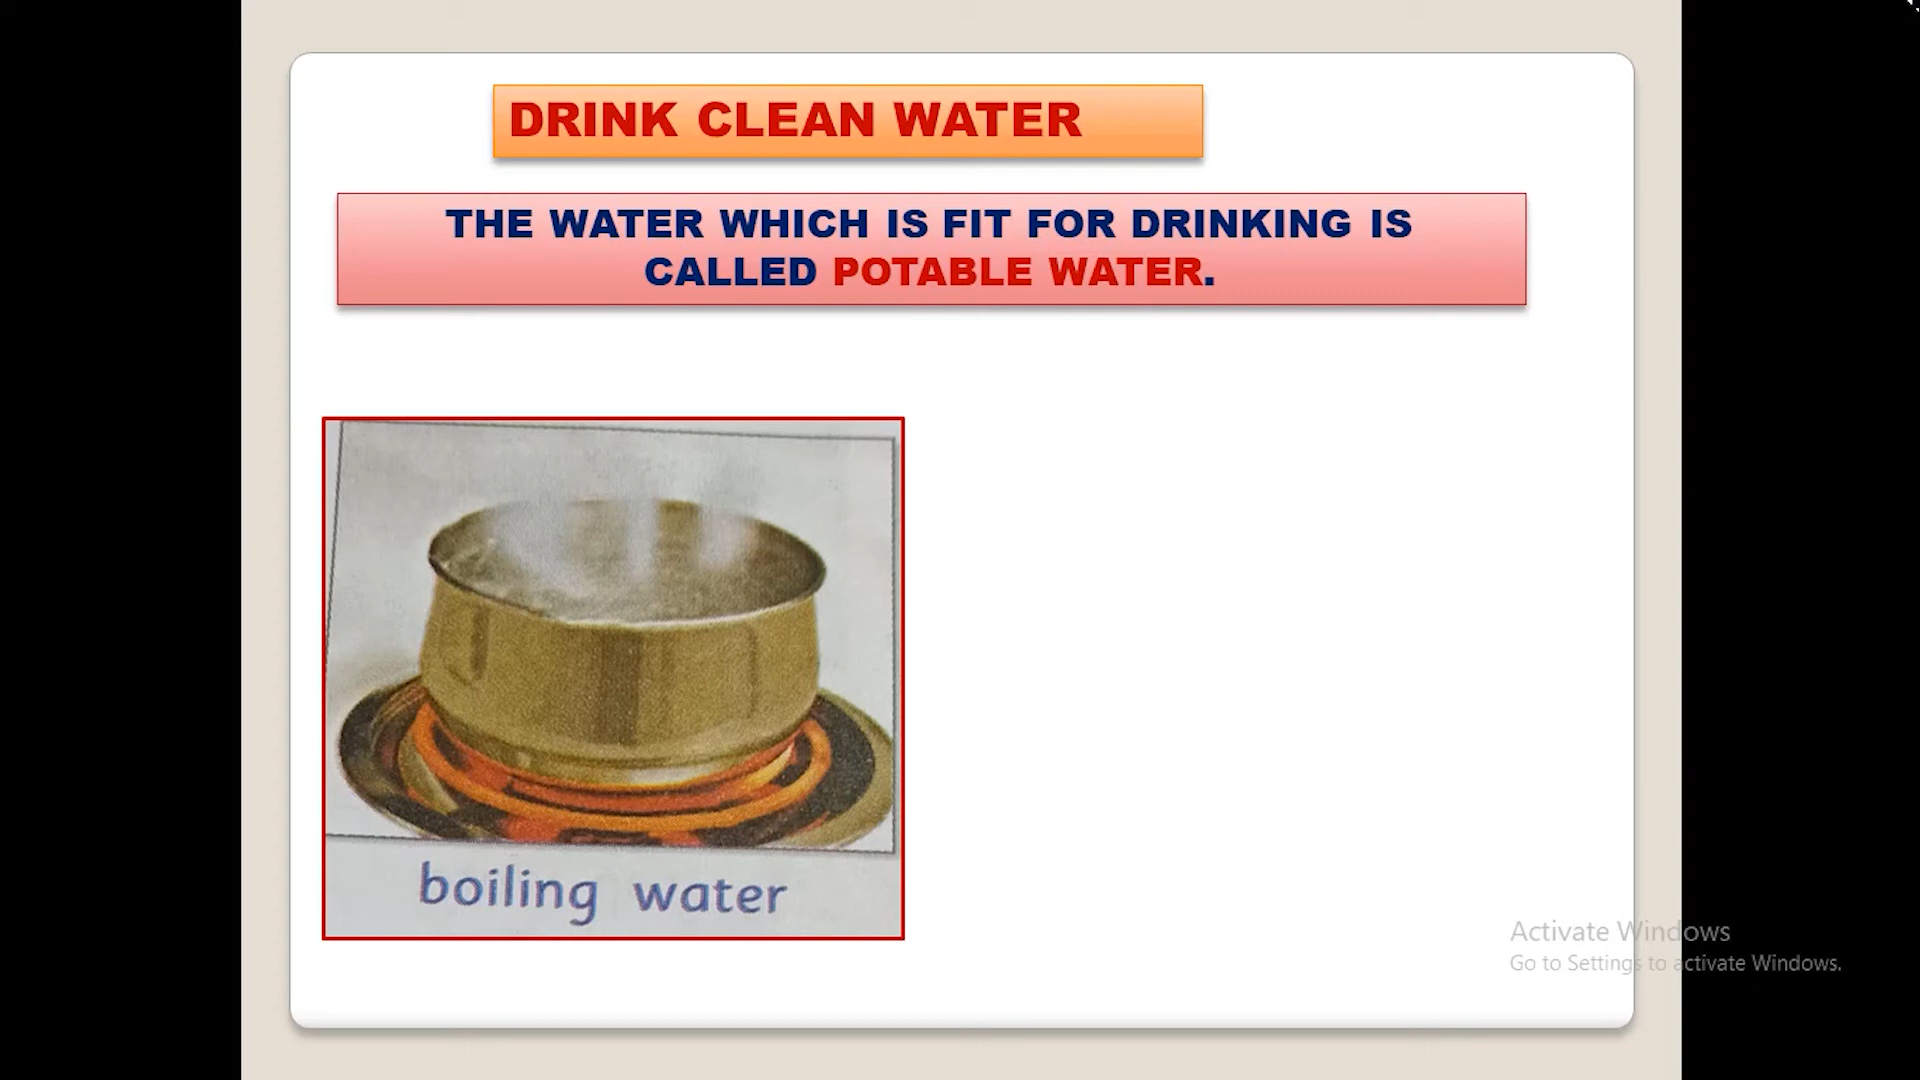 DRINK CLEAN WATER
THE WATER WHICH IS FIT FOR DRINKING IS
CALLED POTABLE WATER.
boiling water
Activate Windows
Go to Settings to activate Windows.